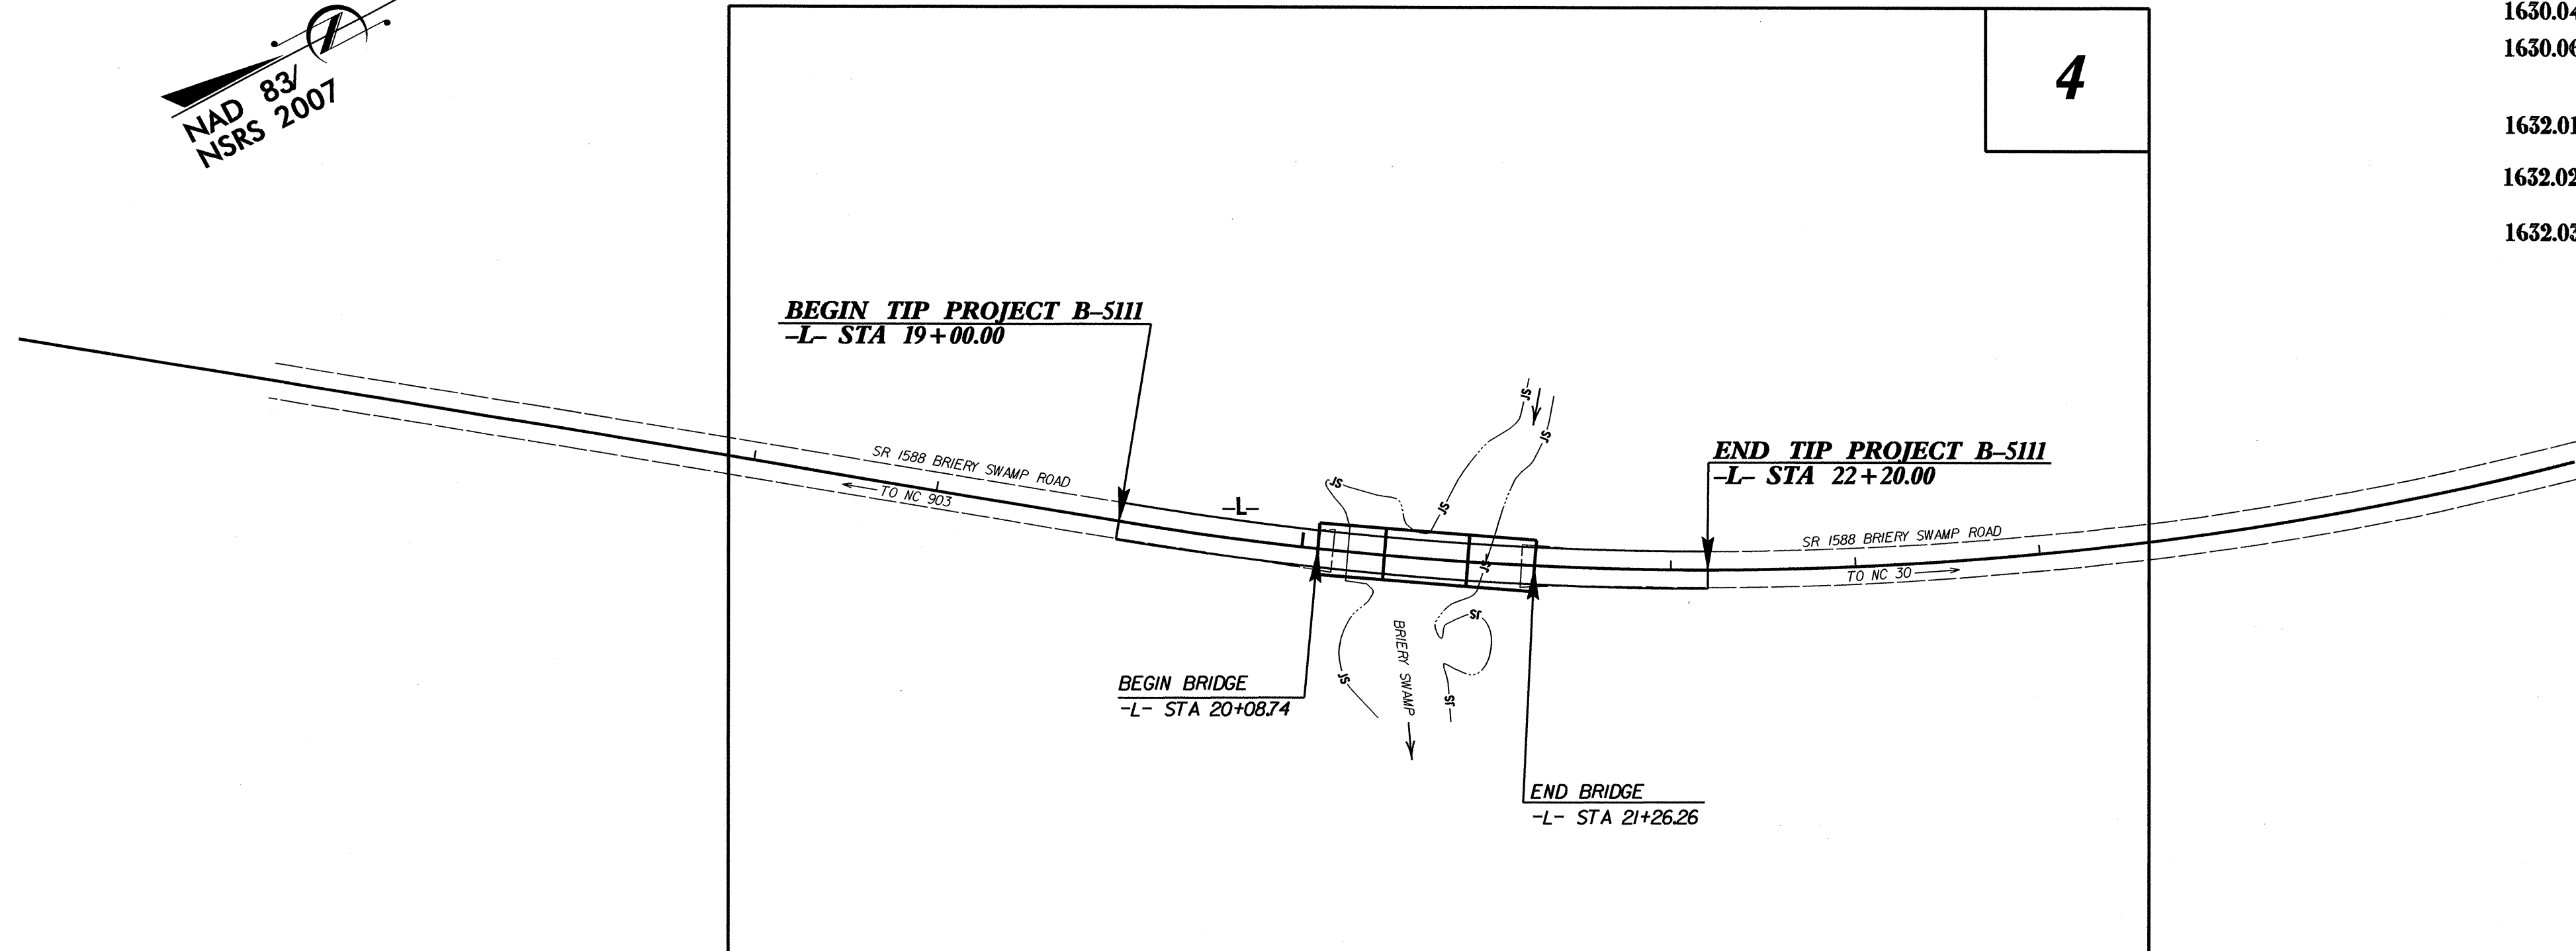 NAD 83/
NSRS 2007
4
1630.04
1630.06
1632.01
1632.02
1632.03
BEGIN TIP PROJECT B-5111
-L- STA 19+00.00
SR 1588 BRIERY SWAMP ROAD
TO NC 903
-L-
JS
JS
JS
JS
JS
JS
JS
JS
END TIP PROJECT B-5111
-L- STA 22+20.00
SR 1588 BRIERY SWAMP ROAD
TO NC 30
BRIERY SWAMP
BEGIN BRIDGE
-L- STA 20+08.74
END BRIDGE
-L- STA 21+26.26